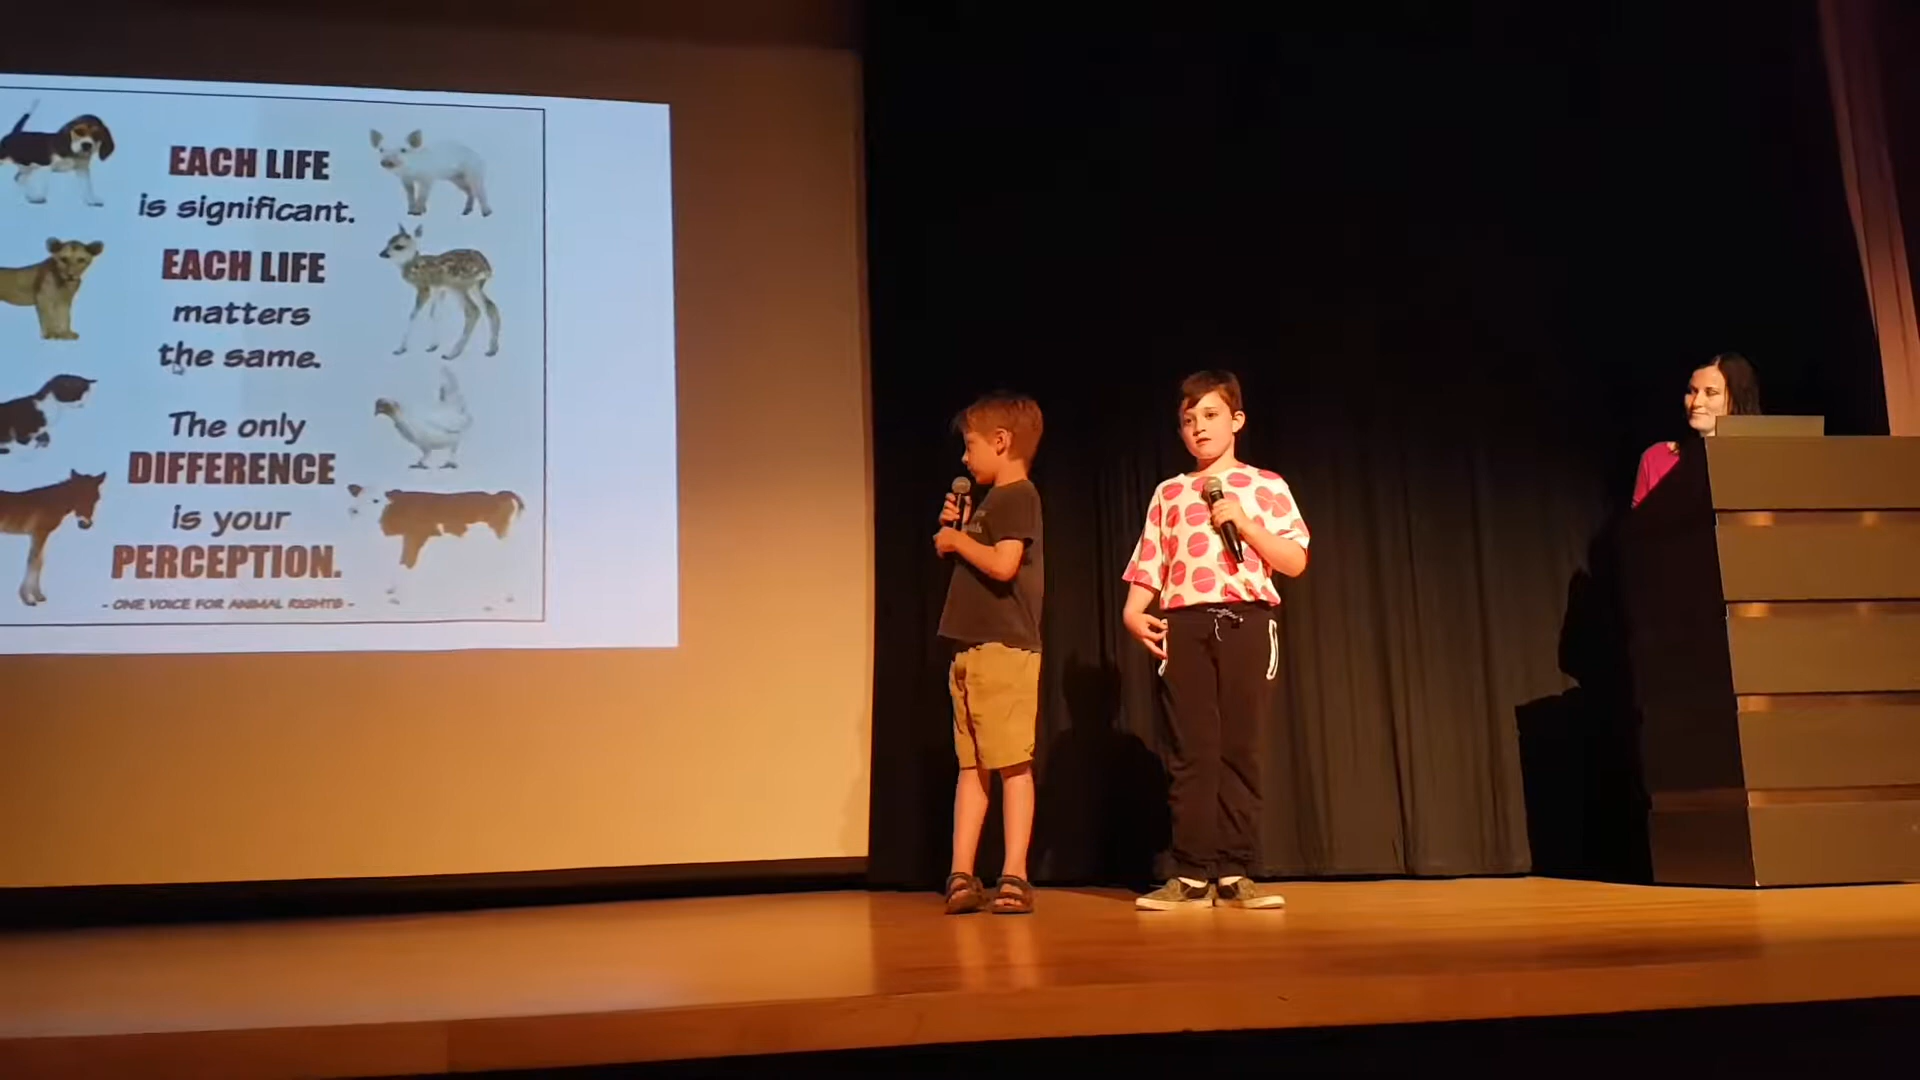 EACH LIFE
is significant.
EACH LIFE
matters
the same.
The only
DIFFERENCE
is your
PERCEPTION.
- ONE VOICE FOR ANIMAL RIGHTS -